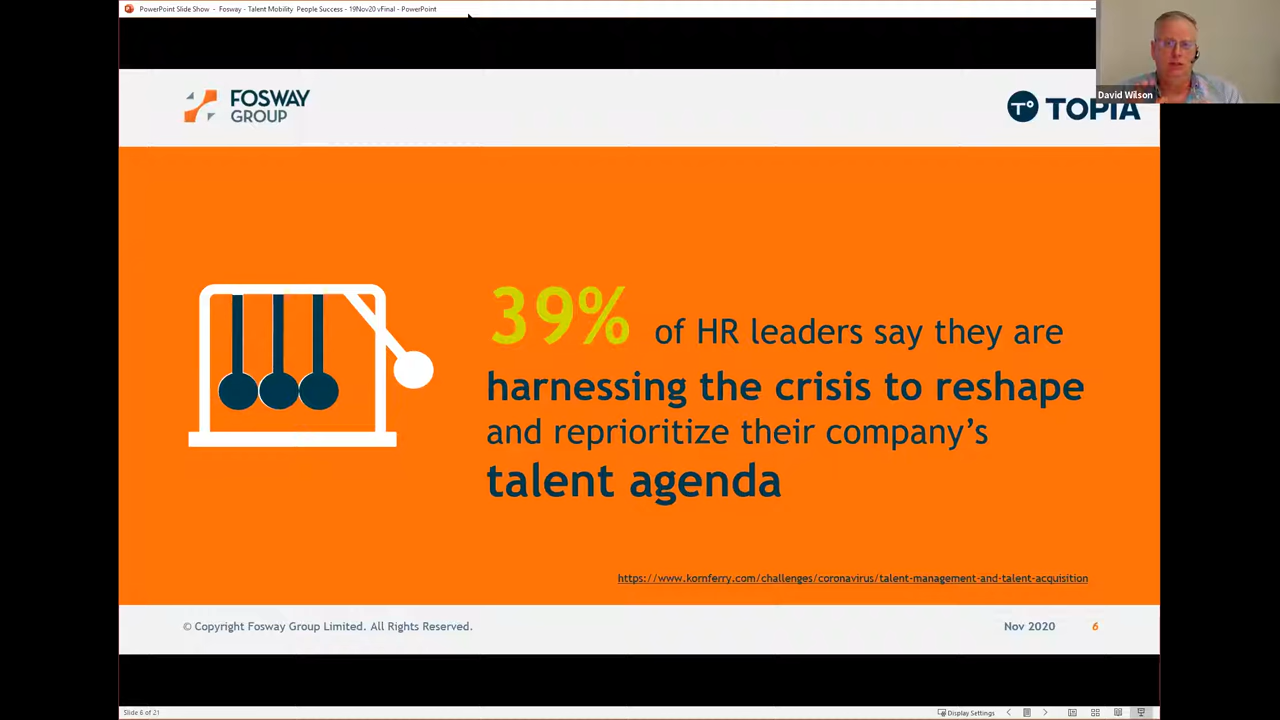 PowerPoint Slide Show - Fosway - Talent Mobility People Success - 19Nov20 vFinal - PowerPoint
FOSWAY
GROUP
TOPIA
David Wilson
39% of HR leaders say they are
harnessing the crisis to reshape
and reprioritize their company's
talent agenda
https://www.kornferry.com/challenges/coronavirus/talent-management-and-talent-acquisition
© Copyright Fosway Group Limited. All Rights Reserved.
Nov 2020
6
Slide 6 of 21
Display Settings